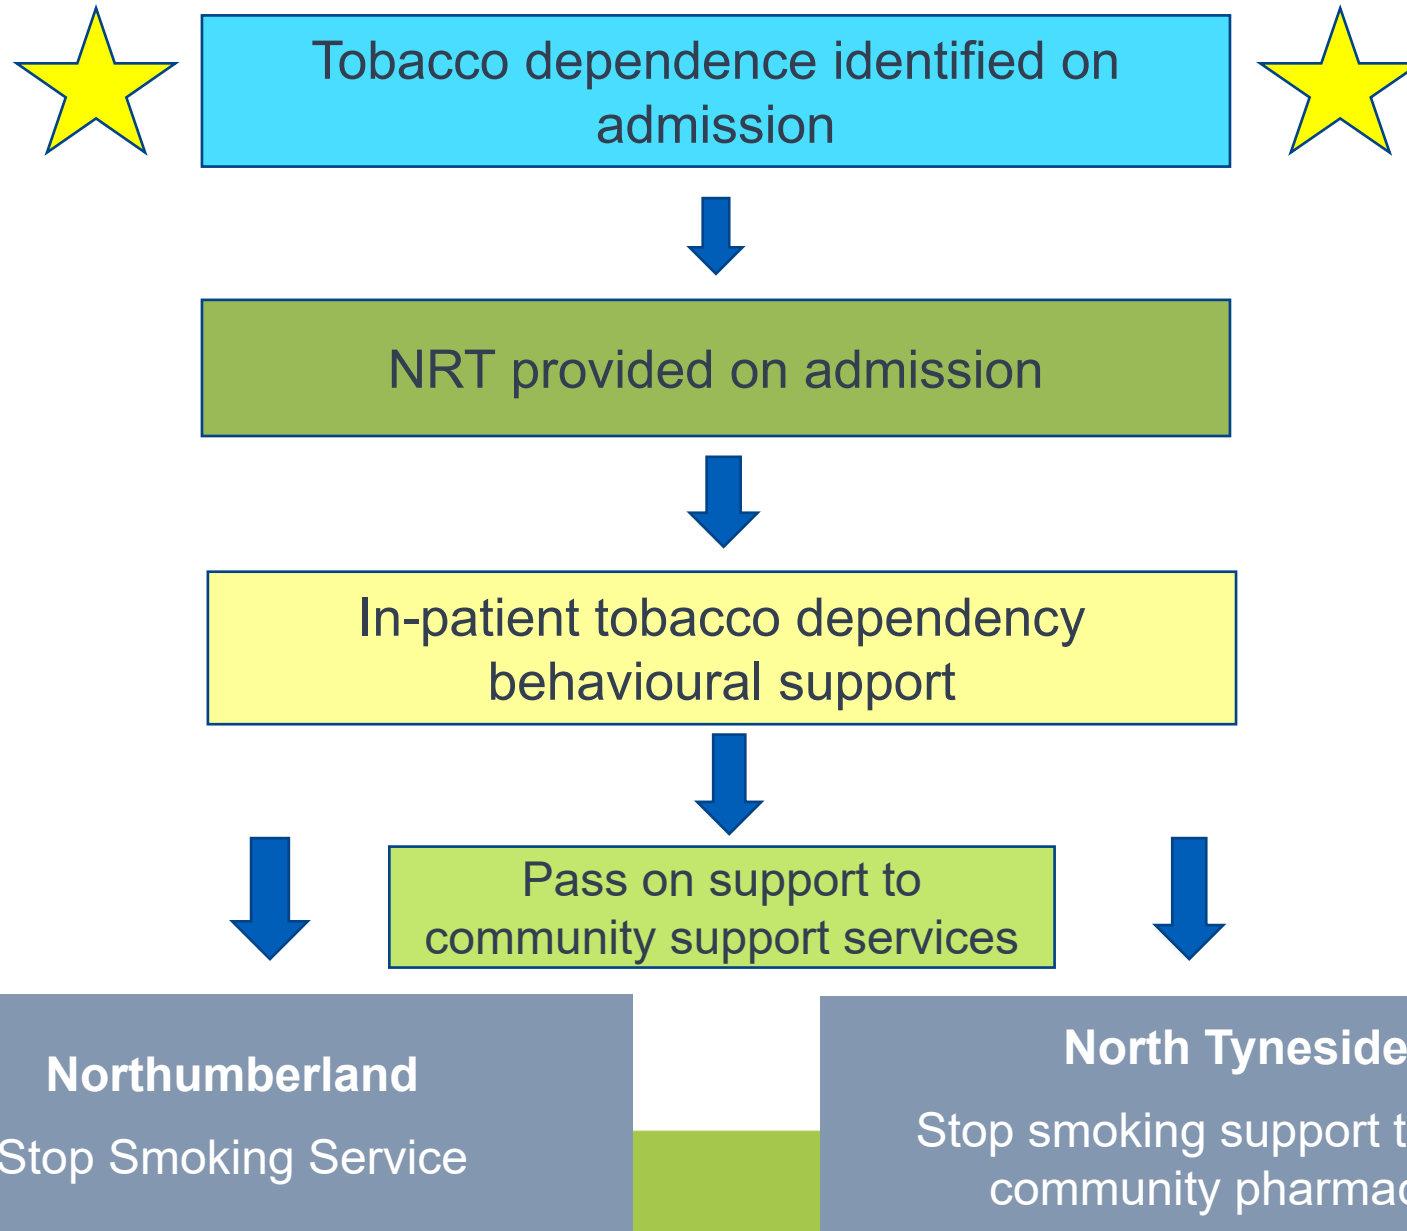 Tobacco dependence identified on
admission
NRT provided on admission
In-patient tobacco dependency
behavioural support
Pass on support to
community support services
Northumberland
Stop Smoking Service
North Tyneside
Stop smoking support
community